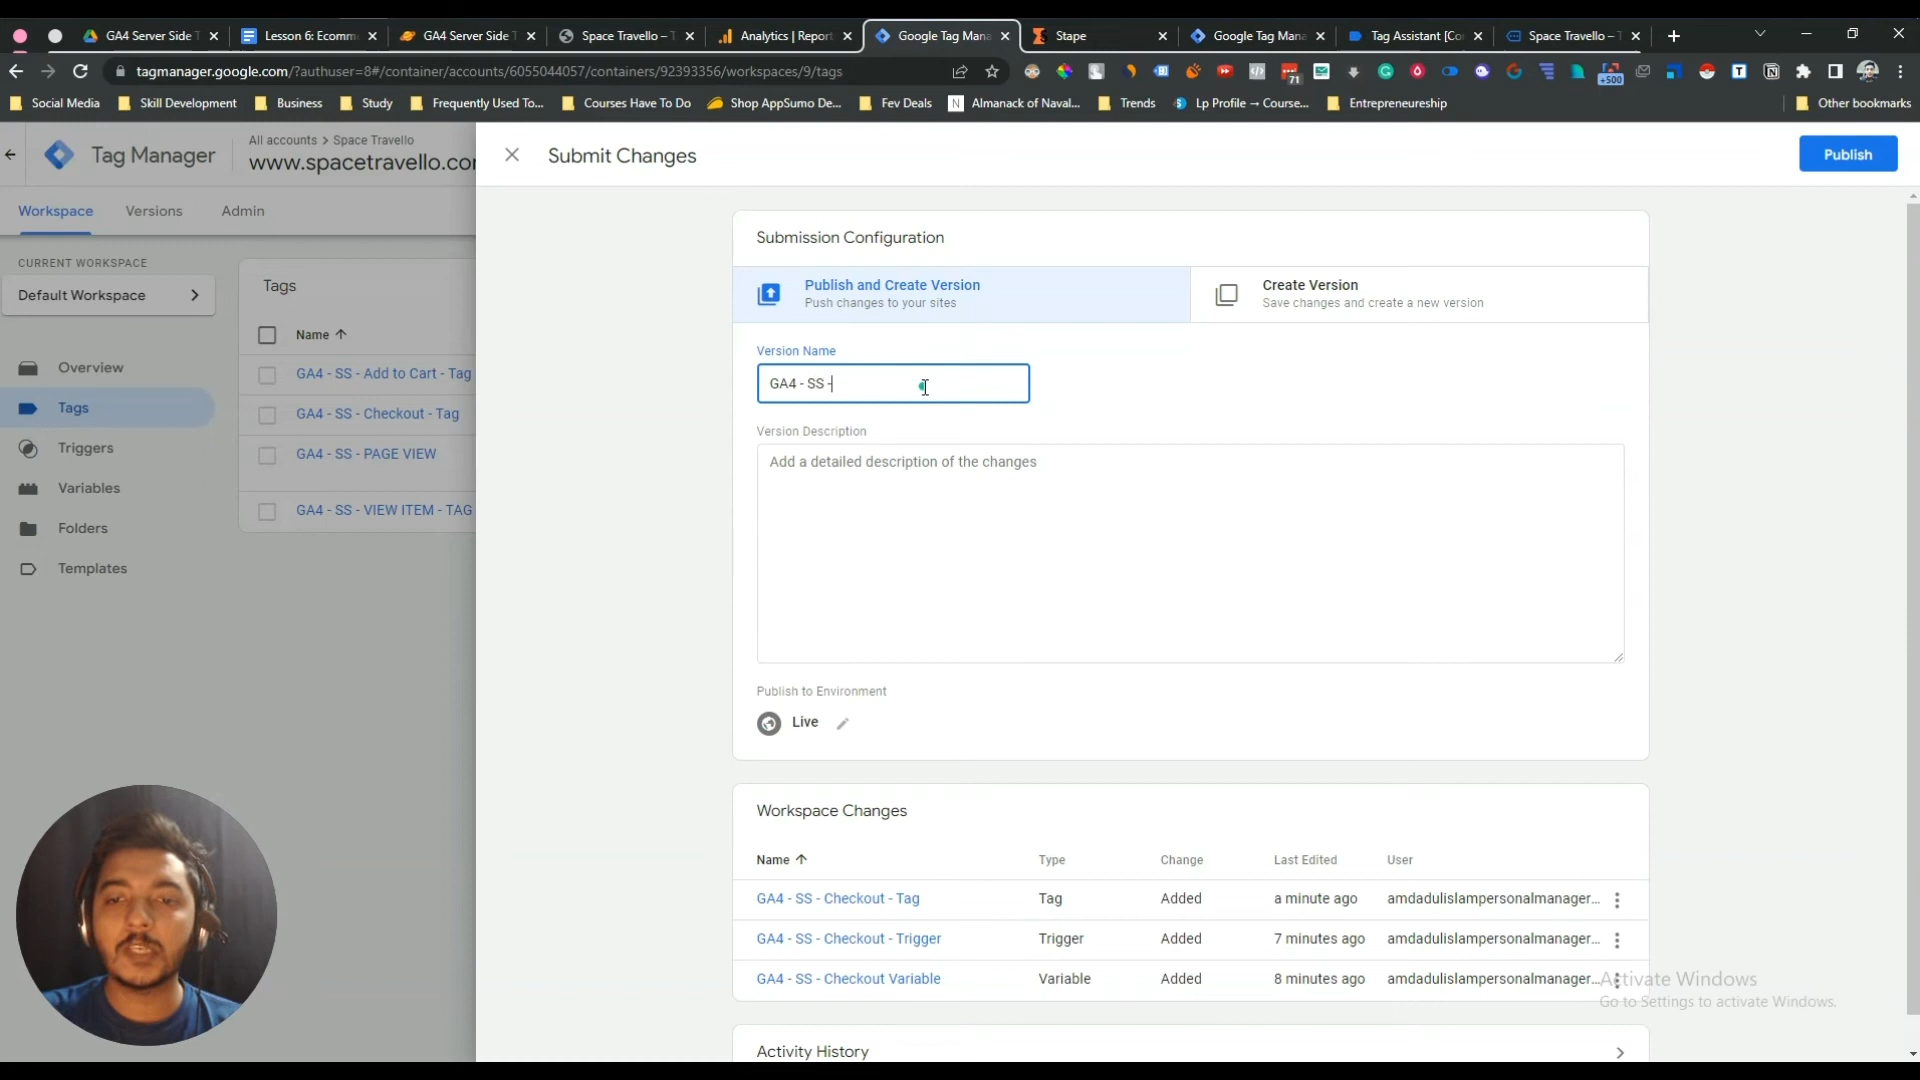 GA4 Server Side T
Lesson 6: Ecomm
GA4 Server Side T
Space Travello – T
Analytics | Report
Google Tag Mana
Stape
Google Tag Mana
Tag Assistant [Co
Space Travello – T
tagmanager.google.com/?authuser=8#/container/accounts/6055044057/containers/92393356/workspaces/9/tags
71
+500
Social Media
Skill Development
Business
Study
Frequently Used To...
Courses Have To Do
Shop AppSumo De...
Fev Deals
Almanack of Naval...
Trends
Lp Profile → Course...
Entrepreneurship
Other bookmarks
Tag Manager
All accounts > Space Travello
www.spacetravello.com
Submit Changes
Publish
Workspace
Versions
Admin
CURRENT WORKSPACE
Default Workspace
Overview
Tags
Triggers
Variables
Folders
Templates
Tags
Name
GA4 - SS - Add to Cart - Tag
GA4 - SS - Checkout - Tag
GA4 - SS - PAGE VIEW
GA4 - SS - VIEW ITEM - TAG
Submission Configuration
Publish and Create Version
Push changes to your sites
Create Version
Save changes and create a new version
Version Name
GA4 - SS -
Version Description
Add a detailed description of the changes
Publish to Environment
Live
Workspace Changes
Name Type Change Last Edited User
GA4 - SS - Checkout - Tag Tag Added a minute ago amdadulislampersonalmanager...
GA4 - SS - Checkout - Trigger Trigger Added 7 minutes ago amdadulislampersonalmanager...
GA4 - SS - Checkout Variable Variable Added 8 minutes ago amdadulislampersonalmanager...
Activate Windows
Go to Settings to activate Windows.
Activity History